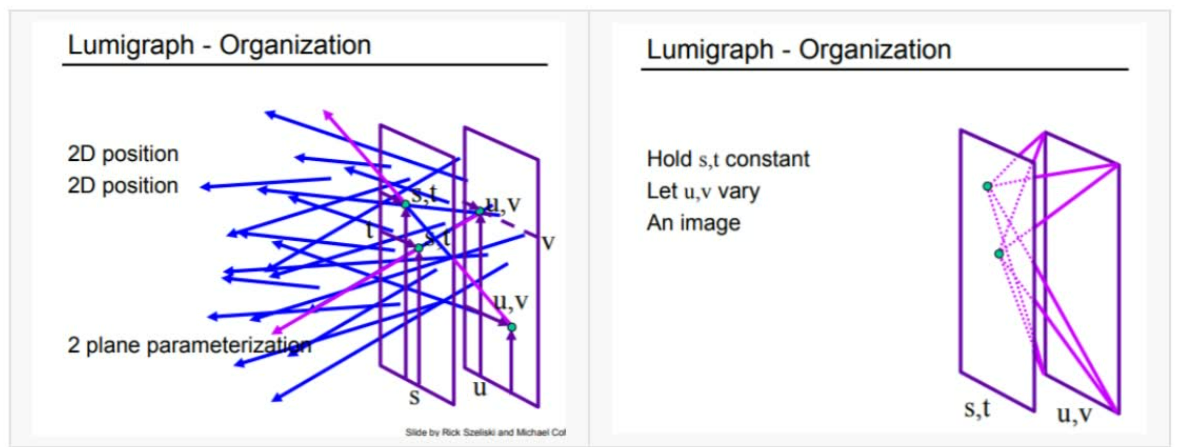 Lumigraph - Organization
2D position
2D position
s,t
u,v
t
s,t
v
u,v
2 plane parameterization
s
u
Slide by Rick Szeliski and Michael Co
Lumigraph - Organization
Hold s,t constant
Let u,v vary
An image
s,t
u,v